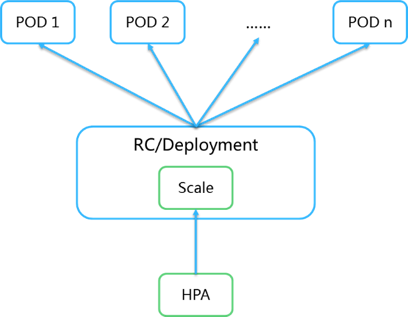 POD 1
POD 2
......
POD n
RC/Deployment
Scale
HPA